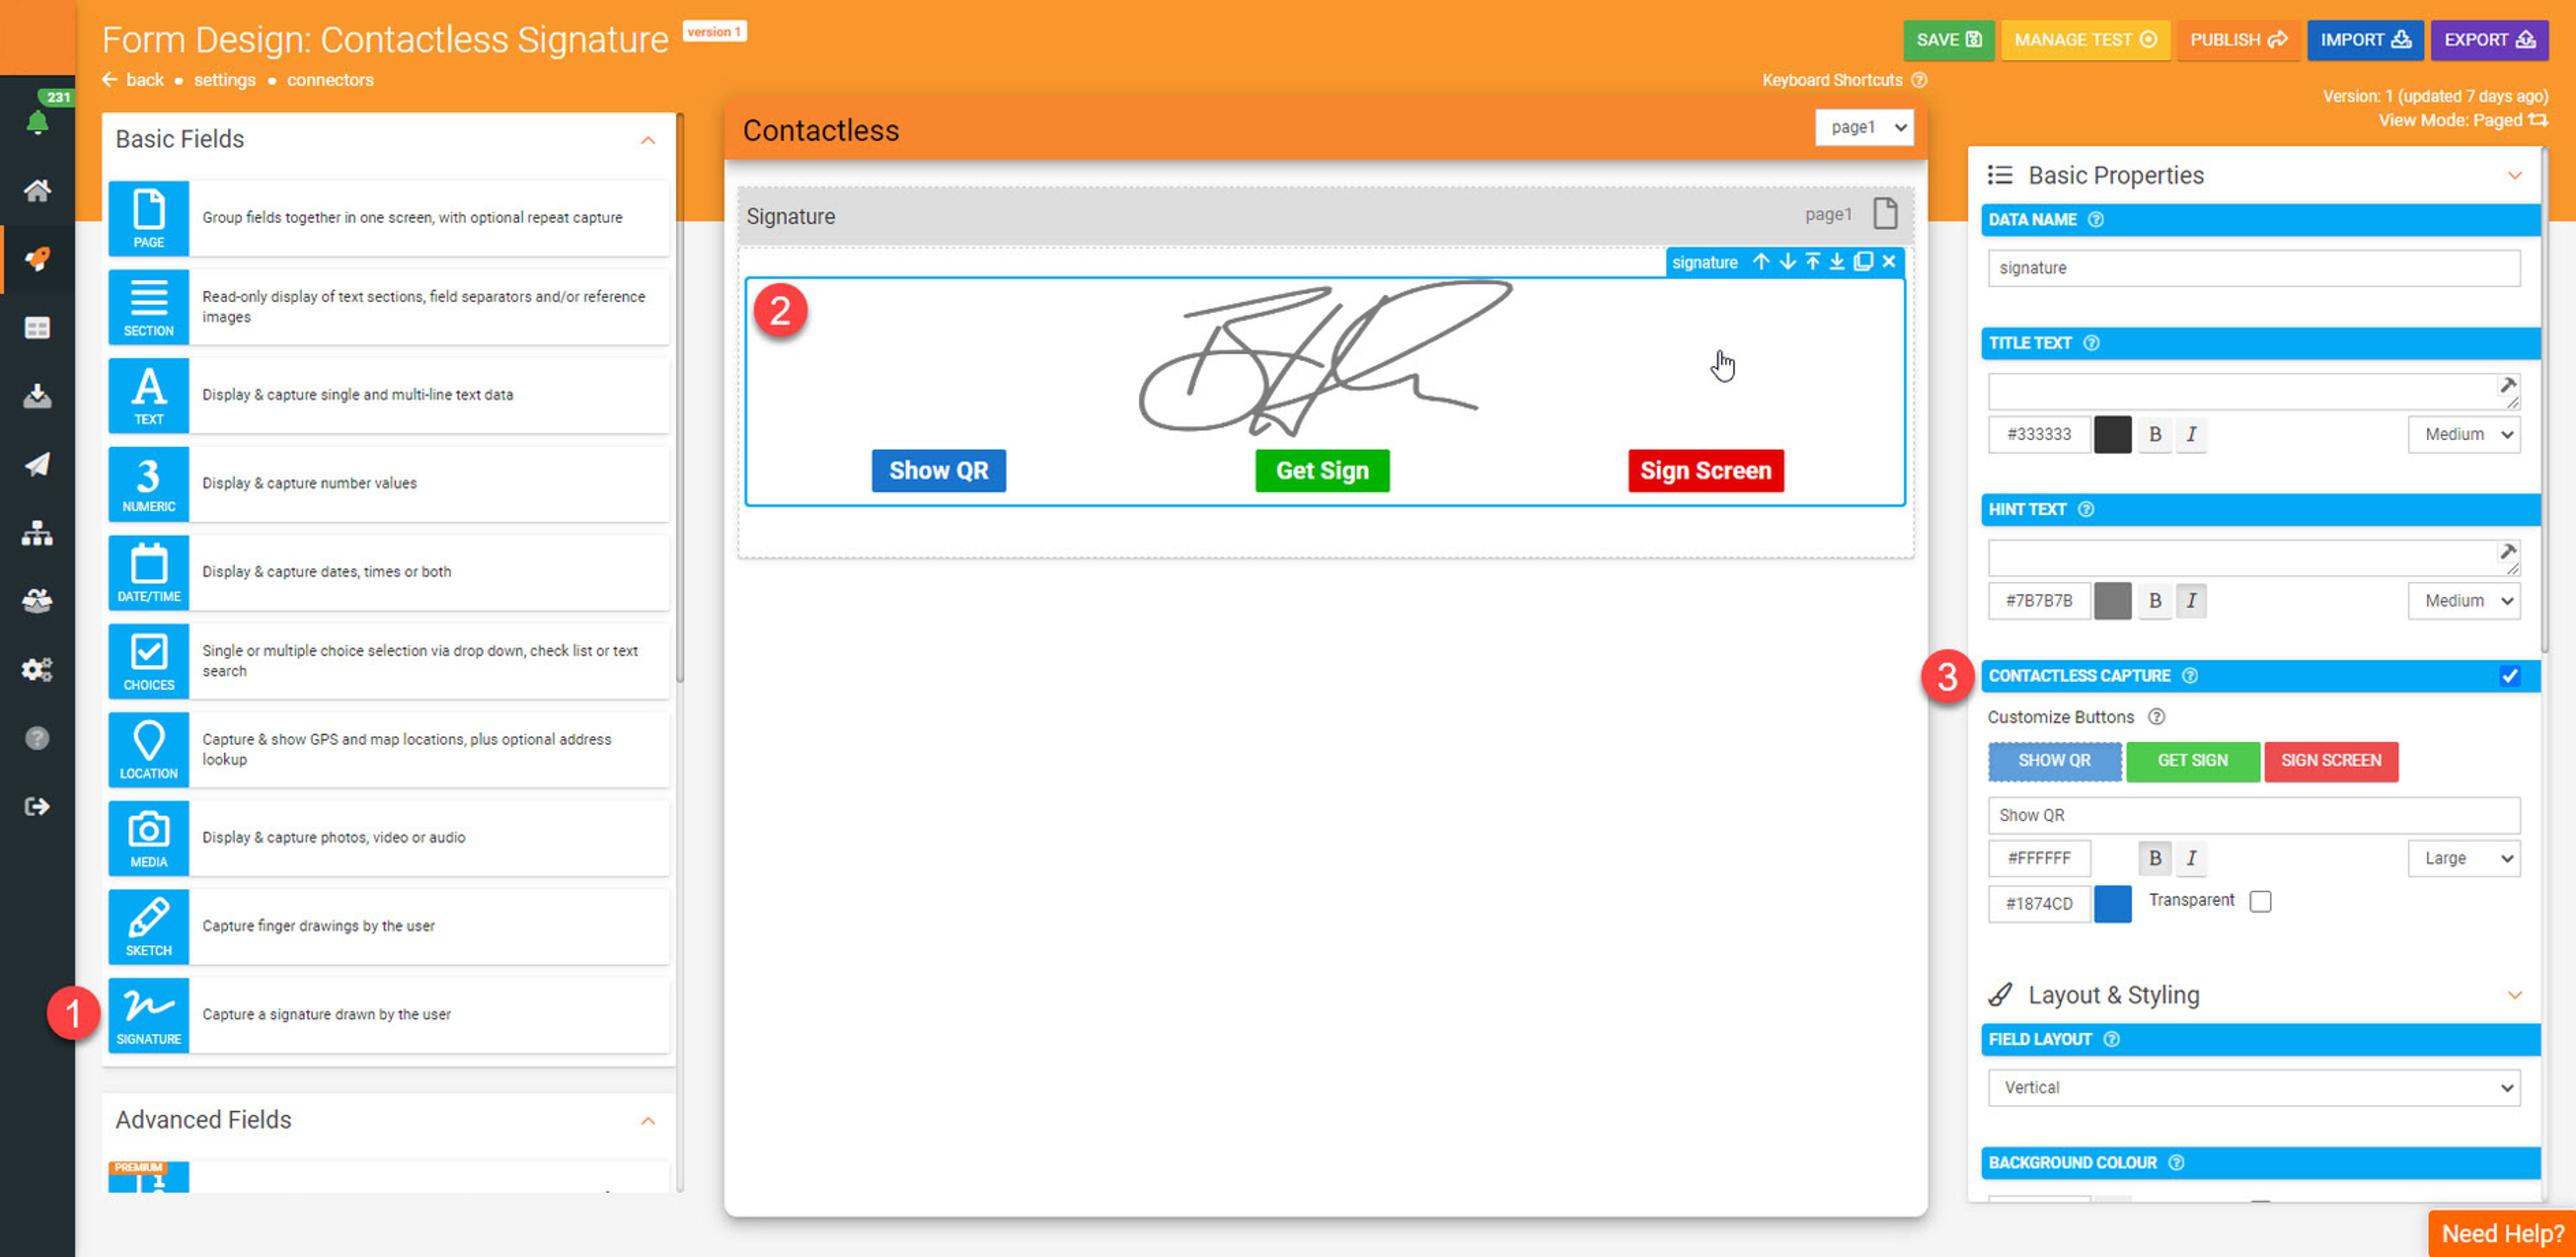 Form Design: Contactless Signature version 1
← back • settings • connectors
SAVE MANAGE TEST PUBLISH IMPORT EXPORT
Keyboard Shortcuts ?
Version: 1 (updated 7 days ago)
View Mode: Paged
231
Basic Fields
PAGE
Group fields together in one screen, with optional repeat capture
SECTION
Read-only display of text sections, field separators and/or reference
images
A
TEXT
Display & capture single and multi-line text data
3
NUMERIC
Display & capture number values
DATE/TIME
Display & capture dates, times or both
CHOICES
Single or multiple choice selection via drop down, check list or text
search
LOCATION
Capture & show GPS and map locations, plus optional address
lookup
MEDIA
Display & capture photos, video or audio
SKETCH
Capture finger drawings by the user
1
SIGNATURE
Capture a signature drawn by the user
Advanced Fields
PREMIUM
Contactless
page1
Signature
page1
signature
2
Show QR Get Sign Sign Screen
Basic Properties
DATA NAME ?
signature
TITLE TEXT ?
#333333 B I Medium
HINT TEXT ?
#7B7B7B B I Medium
3
CONTACTLESS CAPTURE ?
Customize Buttons ?
SHOW QR GET SIGN SIGN SCREEN
Show QR
#FFFFFF B I Large
#1874CD Transparent
Layout & Styling
FIELD LAYOUT ?
Vertical
BACKGROUND COLOUR ?
Need Help?